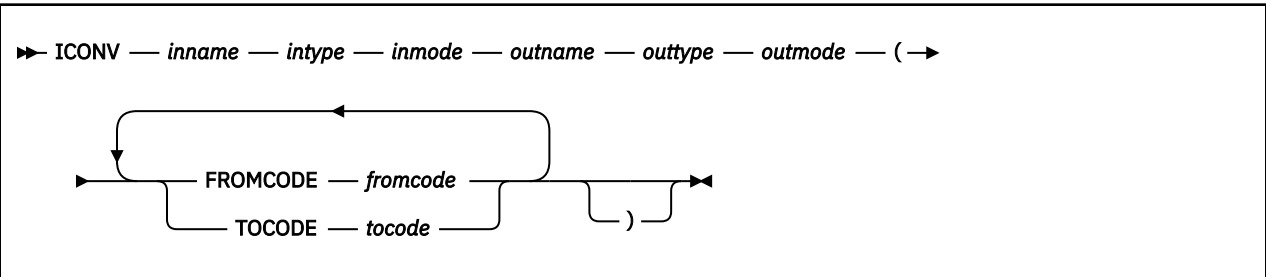 ICONV inname intype inmode outname outtype outmode (
FROMCODE fromcode
TOCODE tocode
)